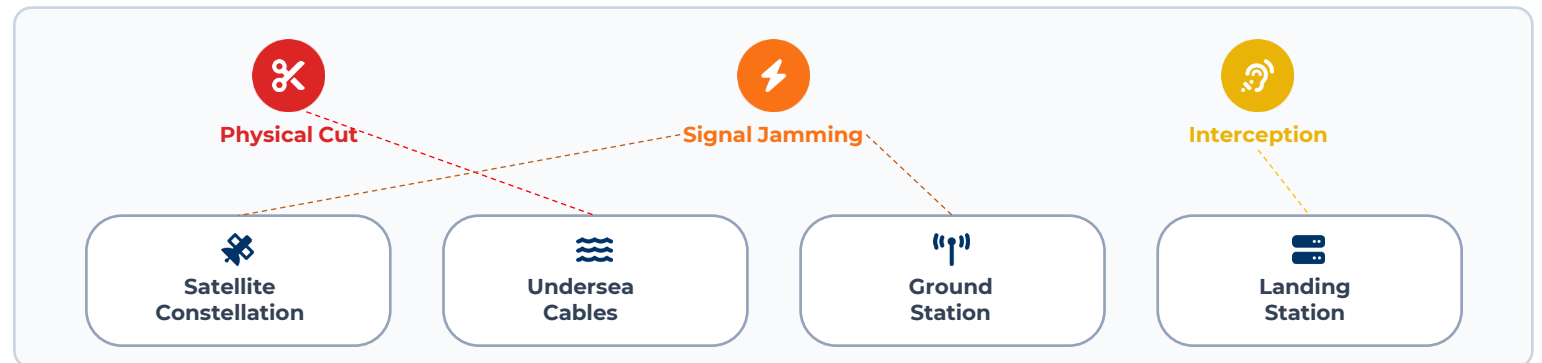 Physical Cut
Signal Jamming
Interception
Satellite
Constellation
Undersea
Cables
Ground
Station
Landing
Station